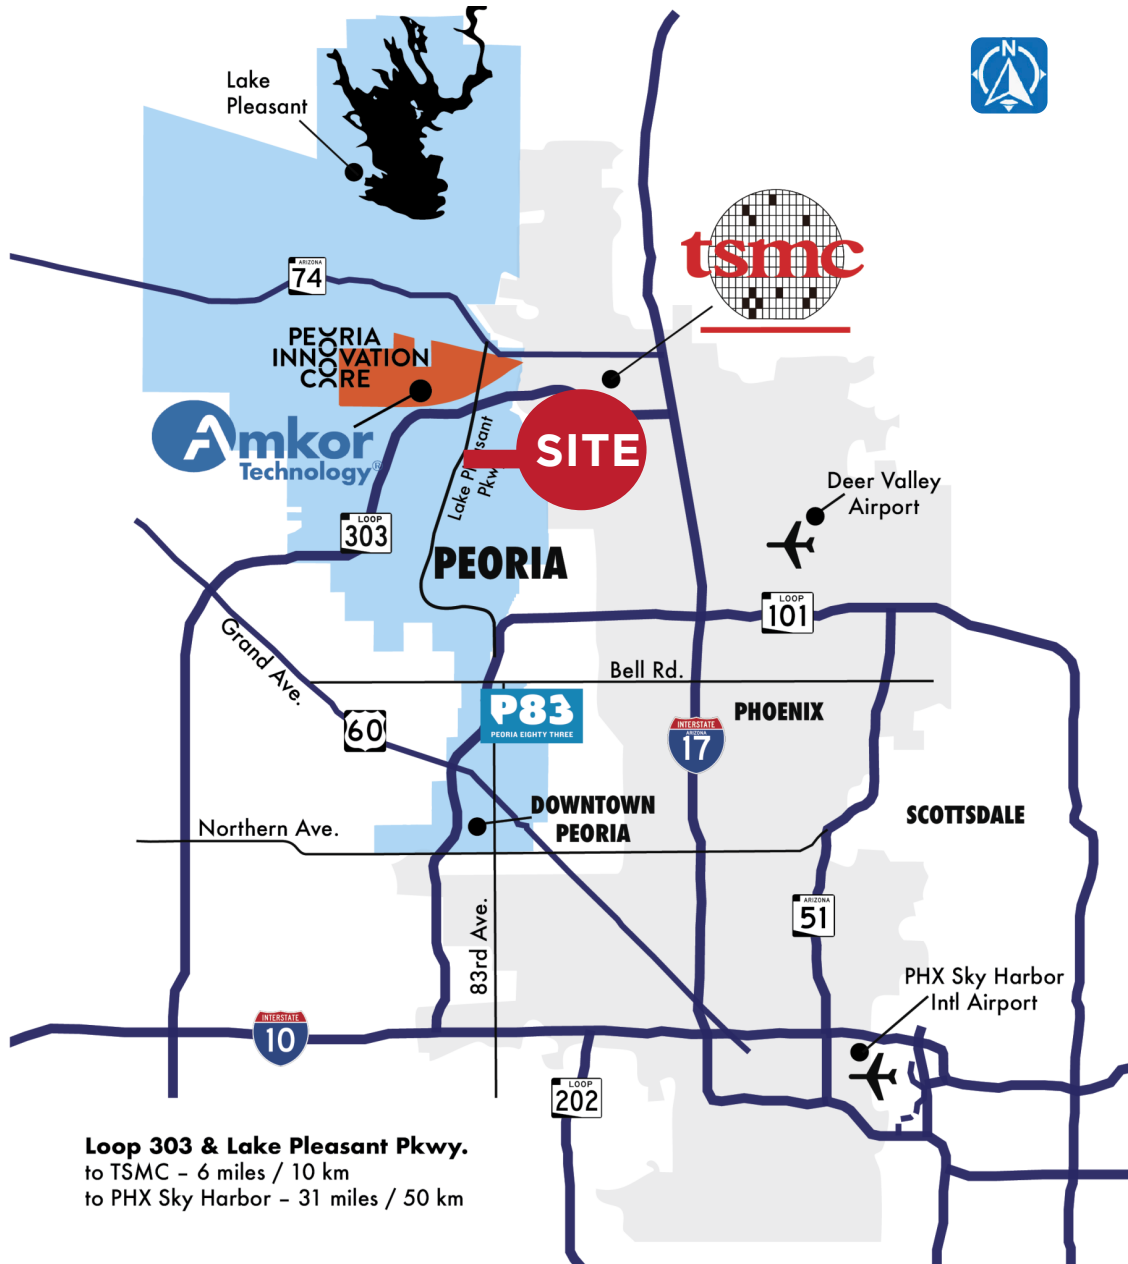 N
Lake
Pleasant
tsmc
ARIZONA
74
PEORIA
INNOVATION
CORE
Amkor
Technology®
SITE
Lake Pleasant
Pkwy
LOOP
303
Deer Valley
Airport
PEORIA
LOOP
101
Grand Ave.
Bell Rd.
P83
PEORIA EIGHTY THREE
60
INTERSTATE
ARIZONA
17
PHOENIX
DOWNTOWN
PEORIA
SCOTTSDALE
Northern Ave.
83rd Ave.
ARIZONA
51
PHX Sky Harbor
Intl Airport
INTERSTATE
10
LOOP
202
Loop 303 & Lake Pleasant Pkwy.
to TSMC – 6 miles / 10 km
to PHX Sky Harbor – 31 miles / 50 km